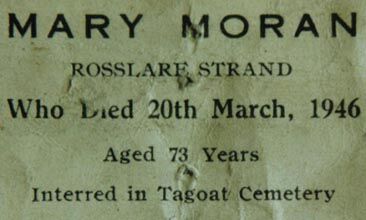 MARY MORAN
ROSSLARE STRAND
Who Died 20th March, 1946
Aged 73 Years
Interred in Tagoat Cemetery